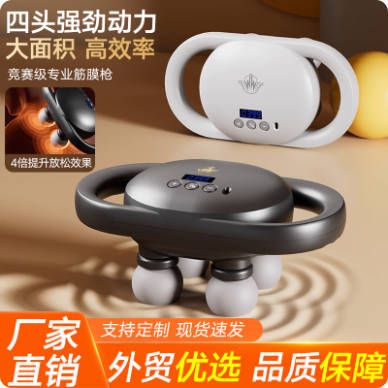 四头强劲动力
大面积 高效率
竞赛级专业筋膜枪
4倍提升放松效果
厂家
直销
支持定制 现货速发
外贸优选 品质保障